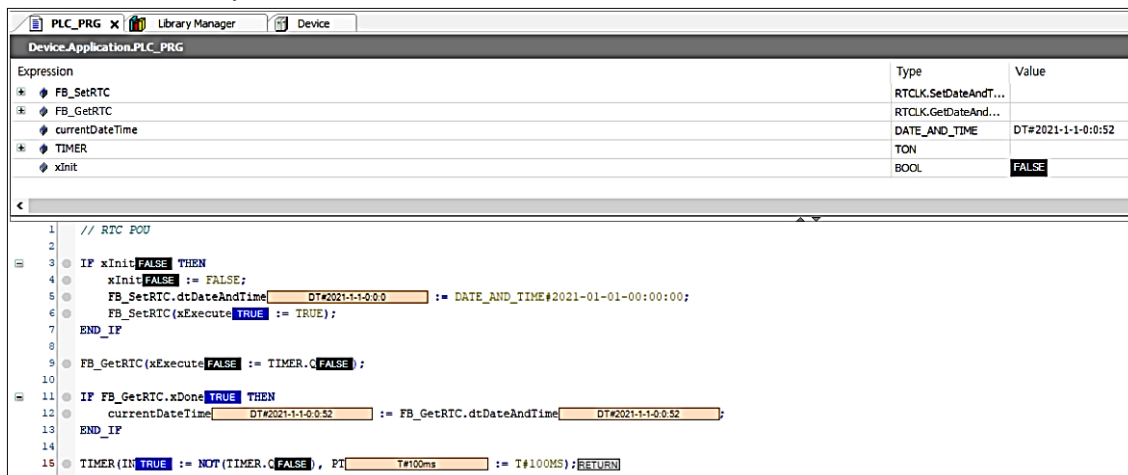 PLC_PRG X Library Manager Device
Device.Application.PLC_PRG
Expression Type Value
FB_SetRTC RTCLK.SetDateAndT...
FB_GetRTC RTCLK.GetDateAnd...
currentDateTime DATE_AND_TIME DT#2021-1-1-0:0:52
TIMER TON
xInit BOOL FALSE
1 // RTC POU
2
3 IF xInit FALSE THEN
4 xInit FALSE := FALSE;
5 FB_SetRTC.dtDateAndTime DT#2021-1-1-0:0:0 := DATE_AND_TIME#2021-01-01-00:00:00;
6 FB_SetRTC(xExecute TRUE := TRUE);
7 END_IF
8
9 FB_GetRTC(xExecute FALSE := TIMER.Q FALSE);
10
11 IF FB_GetRTC.xDone TRUE THEN
12 currentDateTime DT#2021-1-1-0:0:52 := FB_GetRTC.dtDateAndTime DT#2021-1-1-0:0:52;
13 END_IF
14
15 TIMER(IN TRUE := NOT(TIMER.Q FALSE), PT T#100ms := T#100MS); RETURN